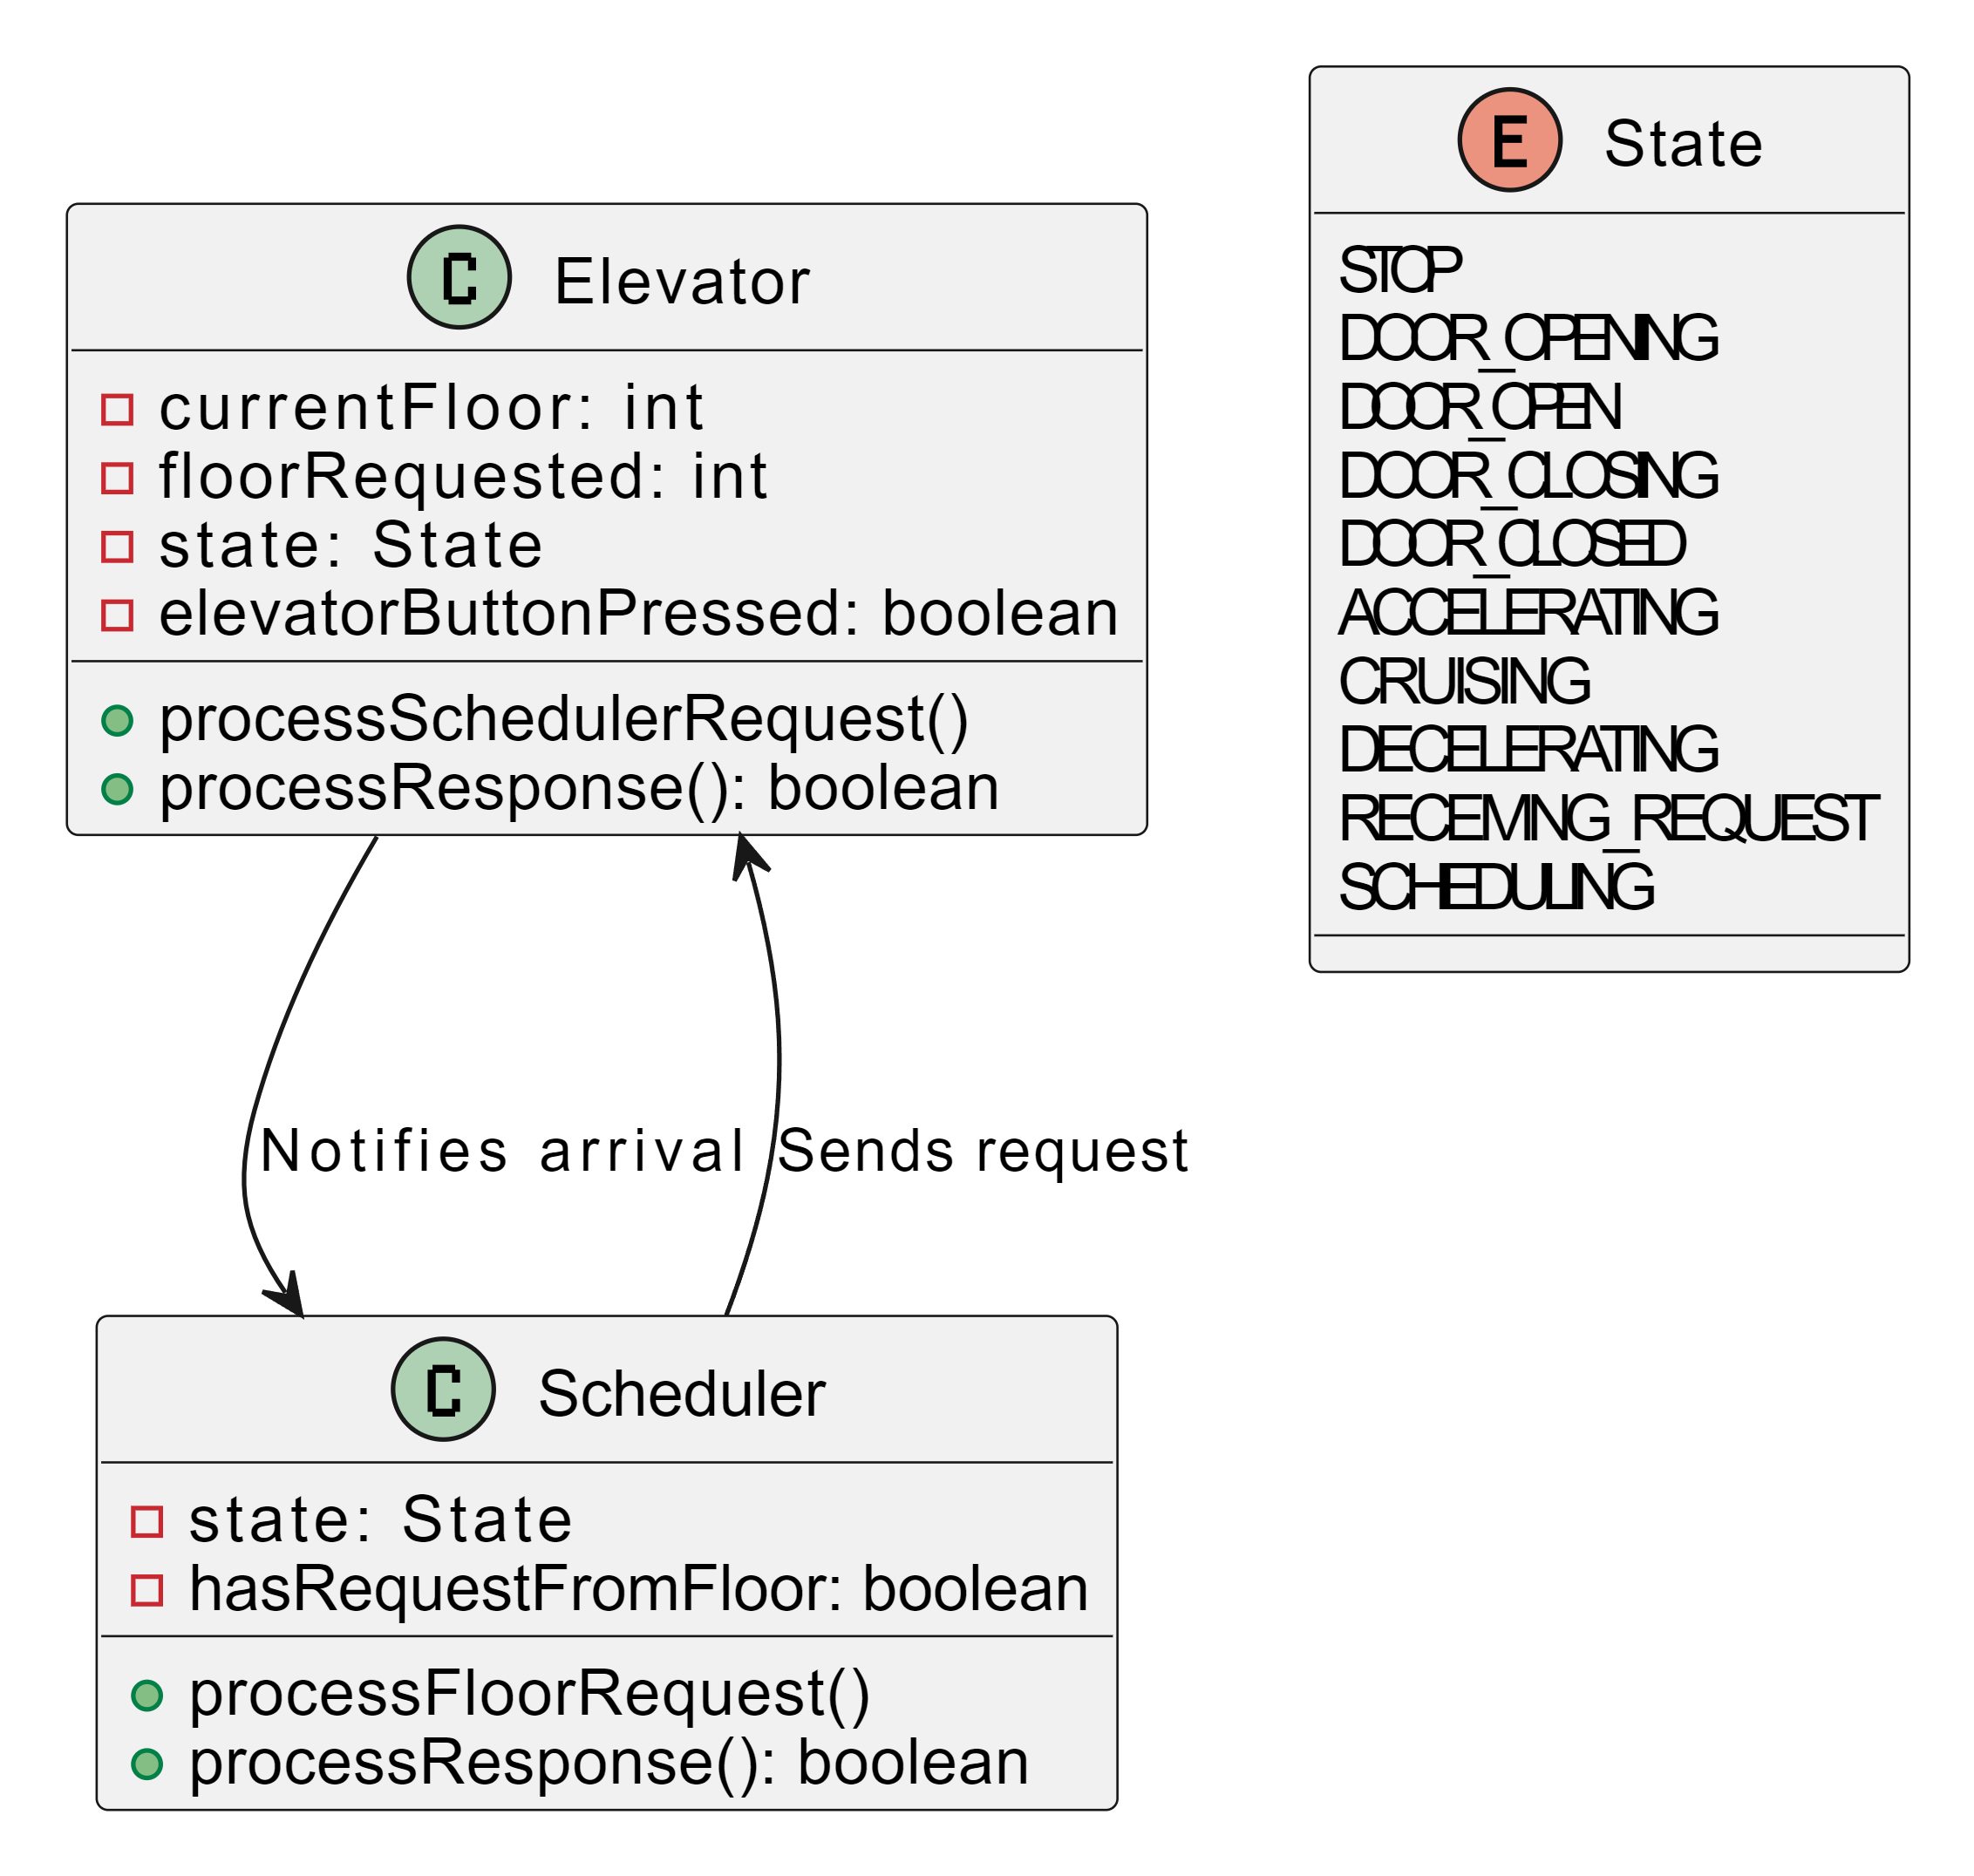 C Elevator
currentFloor: int
floorRequested: int
state: State
elevatorButtonPressed: boolean
processSchedulerRequest()
processResponse(): boolean
E State
STOP
DOOR_OPENING
DOOR_OPEN
DOOR_CLOSING
DOOR_CLOSED
ACCELERATING
CRUISING
DECELERATING
RECEIVING_REQUEST
SCHEDULING
Notifies arrival
Sends request
C Scheduler
state: State
hasRequestFromFloor: boolean
processFloorRequest()
processResponse(): boolean